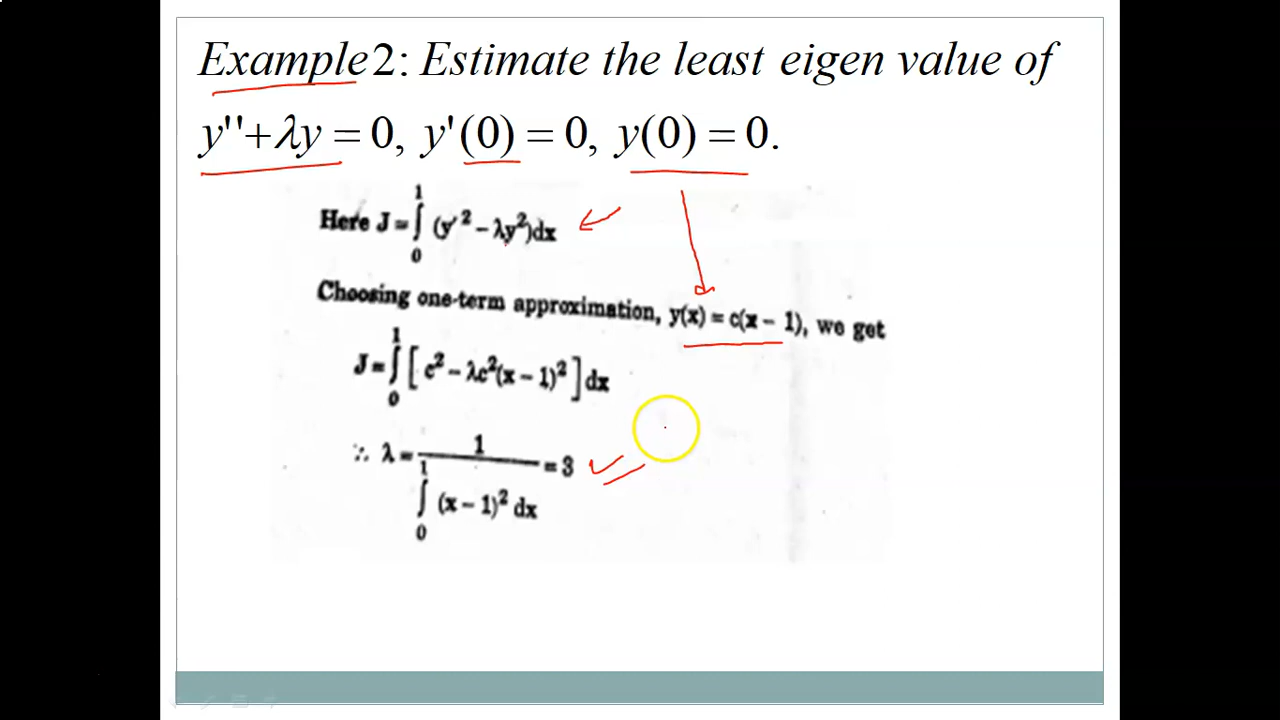 Example2: Estimate the least eigen value of
y''+λy = 0, y'(0) = 0, y(0) = 0.
Here J = ∫₀¹ (y'² − λy²)dx
Choosing one-term approximation, y(x) = c(x − 1), we get
J = ∫₀¹ [ c² − λc²(x − 1)² ] dx
∴ λ = 1 / ∫₀¹ (x − 1)² dx = 3